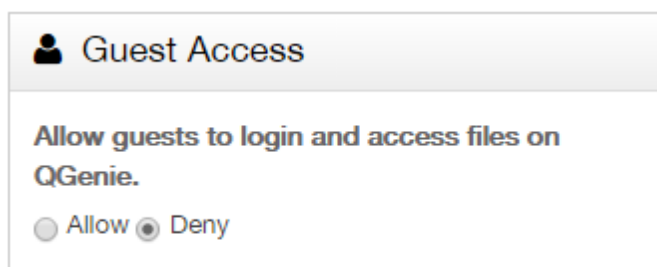 Guest Access
Allow guests to login and access files on
QGenie.
Allow Deny